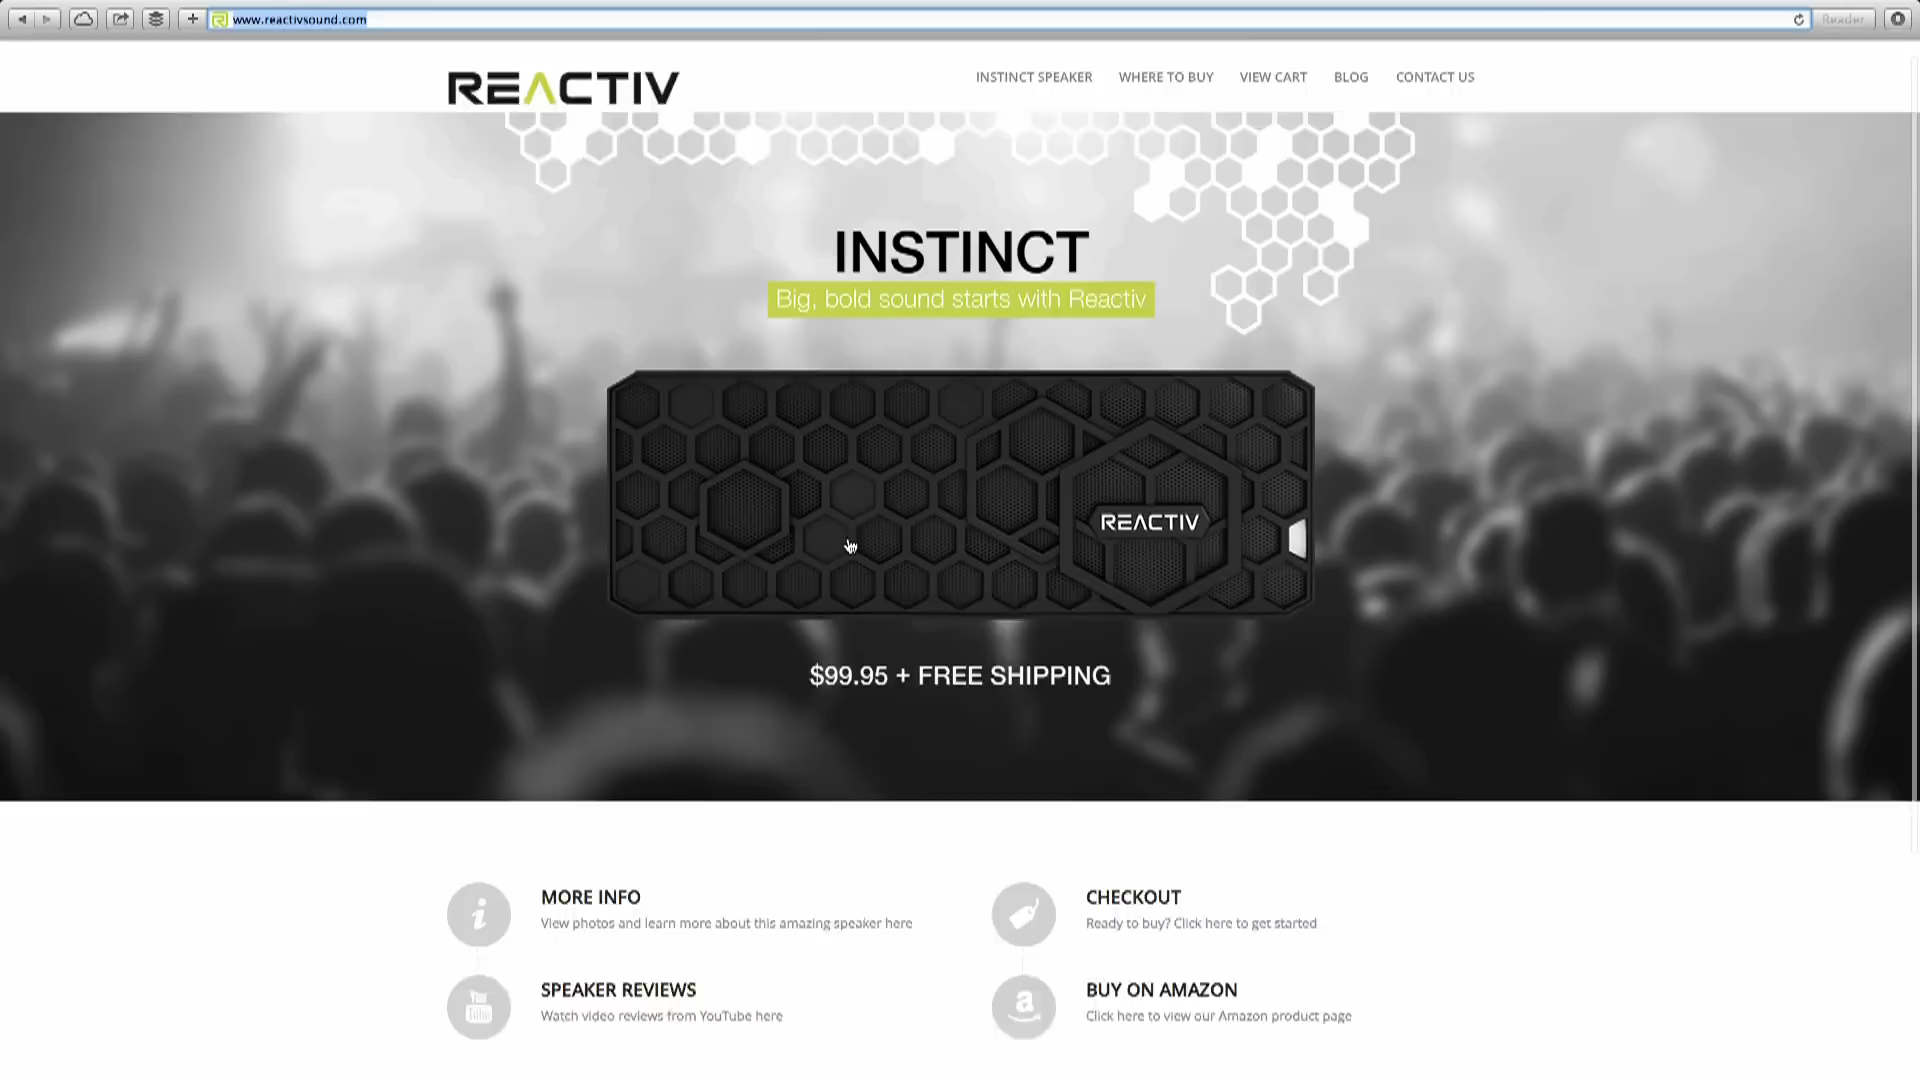 www.reactivsound.com
Reader
REACTIV
INSTINCT SPEAKER WHERE TO BUY VIEW CART BLOG CONTACT US
INSTINCT
Big, bold sound starts with Reactiv
REACTIV
$99.95 + FREE SHIPPING
MORE INFO
View photos and learn more about this amazing speaker here
CHECKOUT
Ready to buy? Click here to get started
You
Tube
SPEAKER REVIEWS
Watch video reviews from YouTube here
BUY ON AMAZON
Click here to view our Amazon product page